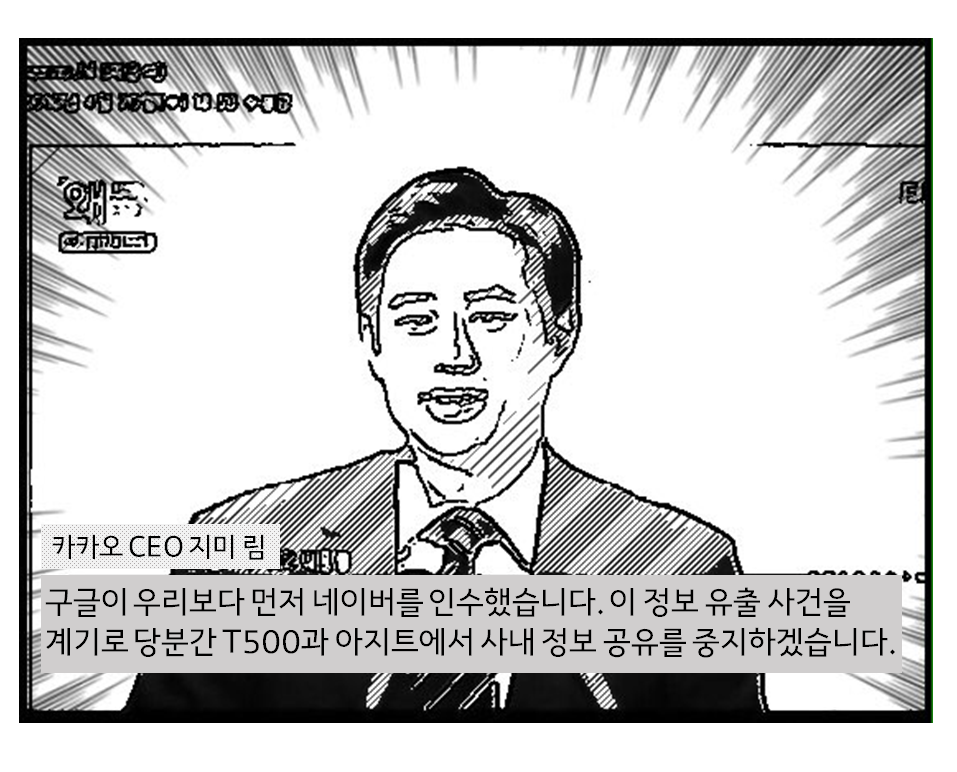 카카오 CEO 지미 림
구글이 우리보다 먼저 네이버를 인수했습니다. 이 정보 유출 사건을
계기로 당분간 T500과 아지트에서 사내 정보 공유를 중지하겠습니다.